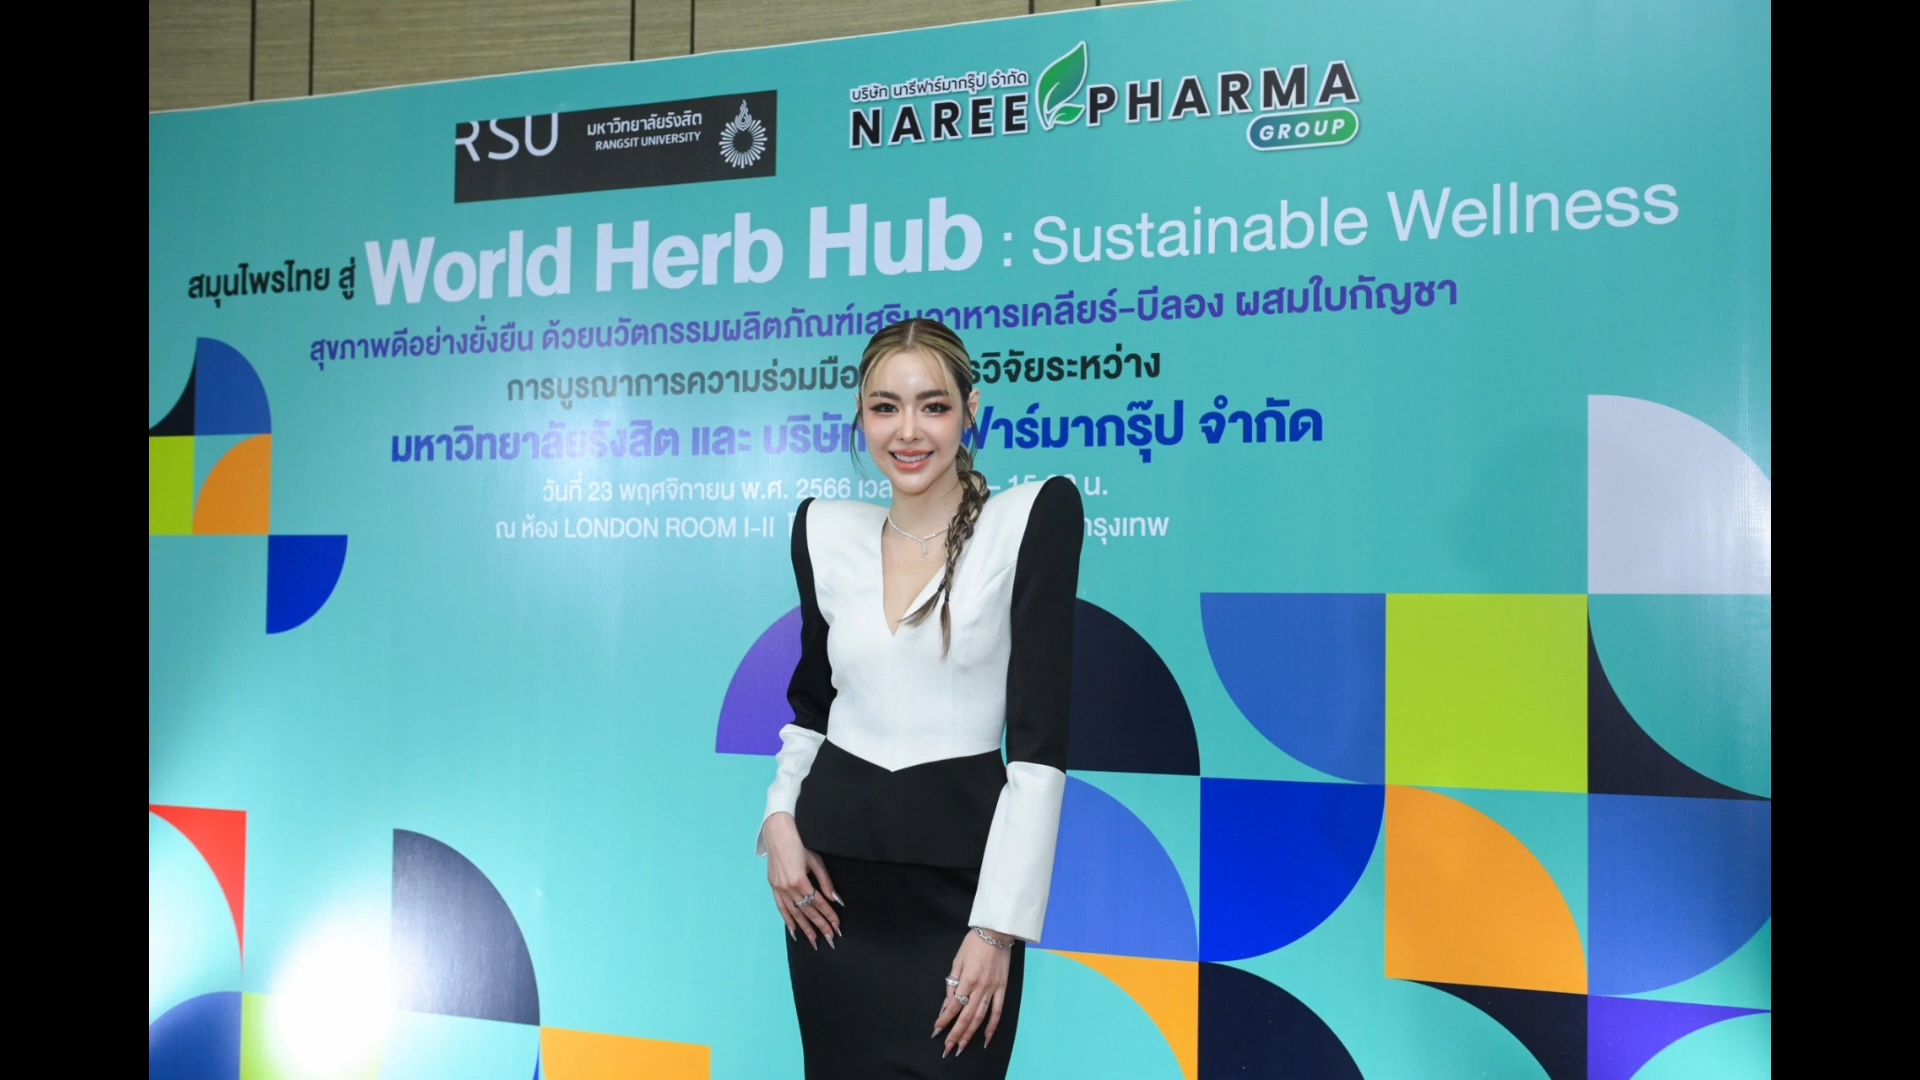 RSU มหาวิทยาลัยรังสิต
RANGSIT UNIVERSITY
บริษัท นารีฟาร์มากรุ๊ป จำกัด
NAREE PHARMA
GROUP
สมุนไพรไทย สู่ World Herb Hub : Sustainable Wellness
สุขภาพดีอย่างยั่งยืน ด้วยนวัตกรรมผลิตภัณฑ์เสริมอาหารเคลียร์-บีลอง ผสมใบกัญชา
การบูรณาการความร่วมมือ วิจัยระหว่าง
มหาวิทยาลัยรังสิต และ บริษัท ฟาร์มากรุ๊ป จำกัด
วันที่ 23 พฤศจิกายน พ.ศ. 2566 น.
ณ ห้อง LONDON ROOM I-II กรุงเทพ